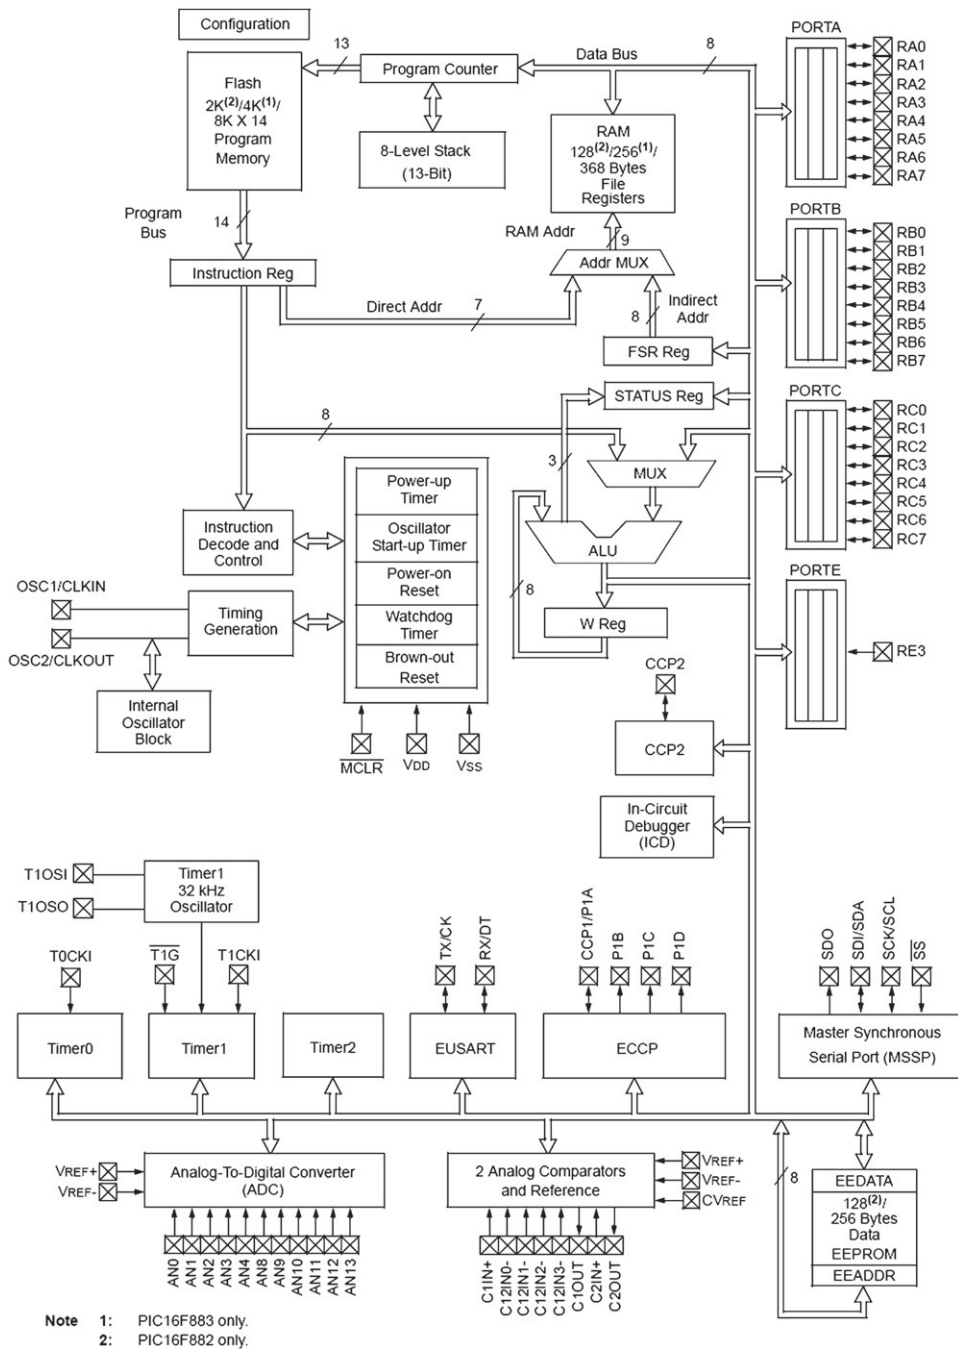 Configuration
Flash
2K(2)/4K(1)/
8K X 14
Program
Memory
13
Program Counter
8-Level Stack
(13-Bit)
Data Bus
8
RAM
128(2)/256(1)/
368 Bytes
File
Registers
Program
Bus
14
RAM Addr
9
Addr MUX
Instruction Reg
Direct Addr
7
8
Indirect
Addr
FSR Reg
STATUS Reg
8
3
MUX
ALU
8
W Reg
Instruction
Decode and
Control
Power-up
Timer
Oscillator
Start-up Timer
Power-on
Reset
Watchdog
Timer
Brown-out
Reset
OSC1/CLKIN
OSC2/CLKOUT
Timing
Generation
Internal
Oscillator
Block
MCLR
VDD
VSS
PORTA
RA0
RA1
RA2
RA3
RA4
RA5
RA6
RA7
PORTB
RB0
RB1
RB2
RB3
RB4
RB5
RB6
RB7
PORTC
RC0
RC1
RC2
RC3
RC4
RC5
RC6
RC7
PORTE
RE3
CCP2
CCP2
In-Circuit
Debugger
(ICD)
T1OSI
T1OSO
Timer1
32 kHz
Oscillator
T0CKI
T1G
T1CKI
TX/CK
RX/DT
CCP1/P1A
P1B
P1C
P1D
SDO
SDI/SDA
SCK/SCL
SS
Timer0
Timer1
Timer2
EUSART
ECCP
Master Synchronous
Serial Port (MSSP)
VREF+
VREF-
Analog-To-Digital Converter
(ADC)
AN0
AN1
AN2
AN3
AN4
AN8
AN9
AN10
AN11
AN12
AN13
2 Analog Comparators
and Reference
VREF+
VREF-
CVREF
C1IN+
C12IN0-
C12IN1-
C12IN2-
C12IN3-
C1OUT
C2IN+
C2OUT
8
EEDATA
128(2)/
256 Bytes
Data
EEPROM
EEADDR
Note 1: PIC16F883 only.
2: PIC16F882 only.